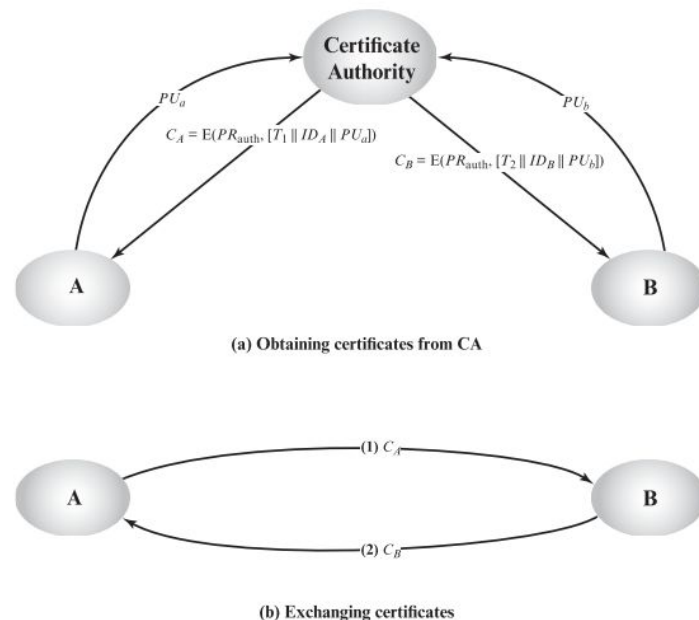 Certificate
Authority
PUa
PUb
CA = E(PRauth, [T1 || IDA || PUa])
CB = E(PRauth, [T2 || IDB || PUb])
A
B
(a) Obtaining certificates from CA
(1) CA
A
B
(2) CB
(b) Exchanging certificates